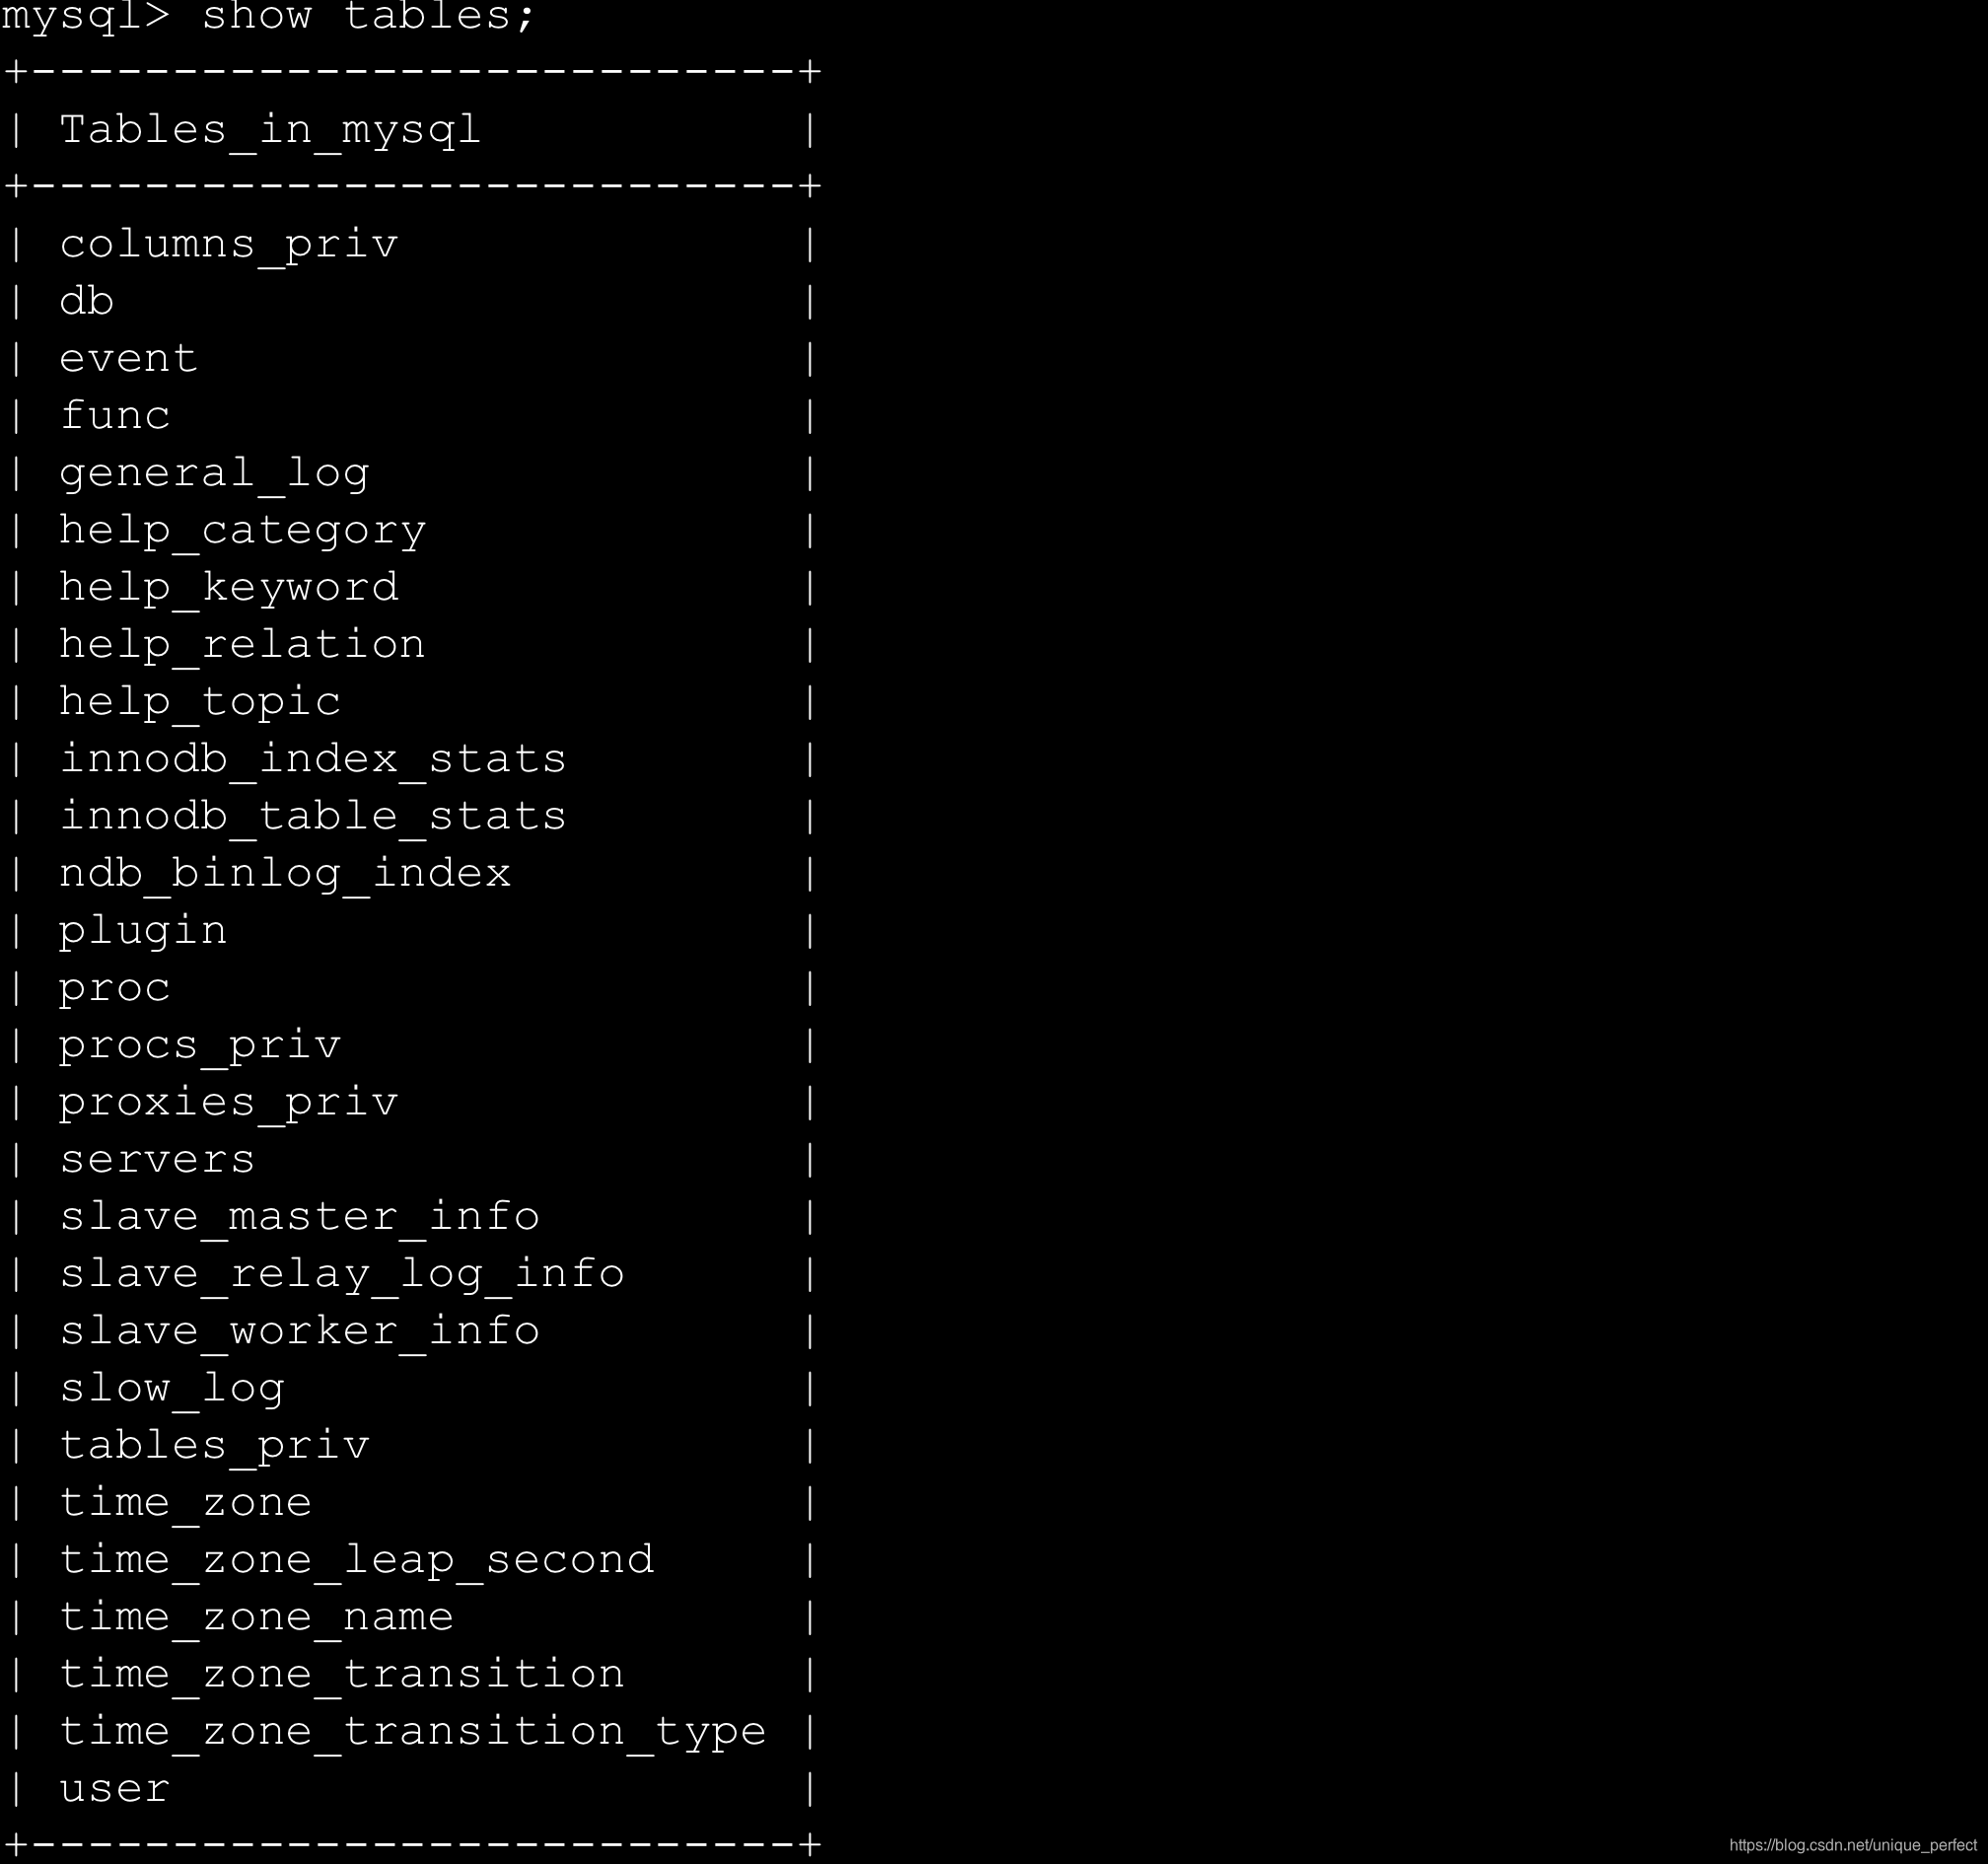 mysql> show tables;
+---------------------------+
| Tables_in_mysql           |
+---------------------------+
| columns_priv              |
| db                        |
| event                     |
| func                      |
| general_log               |
| help_category             |
| help_keyword              |
| help_relation             |
| help_topic                |
| innodb_index_stats        |
| innodb_table_stats        |
| ndb_binlog_index          |
| plugin                    |
| proc                      |
| procs_priv                |
| proxies_priv              |
| servers                   |
| slave_master_info         |
| slave_relay_log_info      |
| slave_worker_info         |
| slow_log                  |
| tables_priv               |
| time_zone                 |
| time_zone_leap_second     |
| time_zone_name            |
| time_zone_transition      |
| time_zone_transition_type |
| user                      |
+---------------------------+
https://blog.csdn.net/unique_perfect